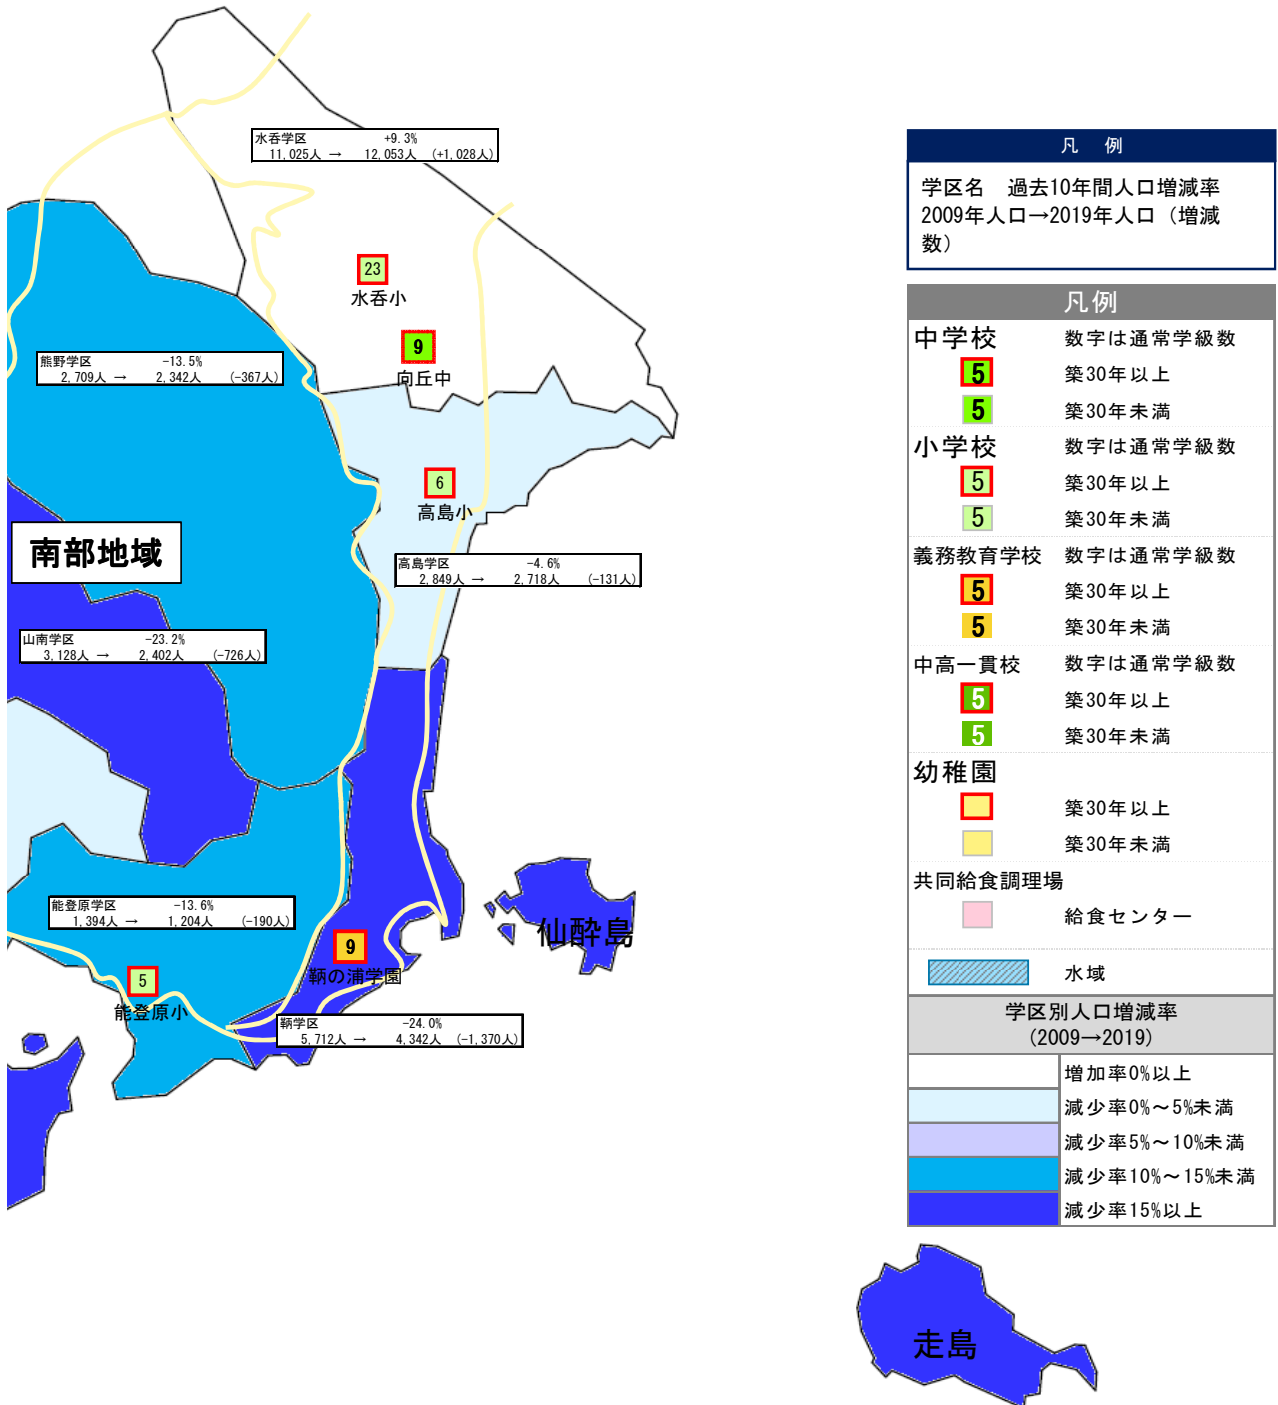 水呑学区 +9.3%
11,025人 → 12,053人 (+1,028人)
23
水呑小
9
向丘中
熊野学区 -13.5%
2,709人 → 2,342人 (-367人)
6
高島小
南部地域
高島学区 -4.6%
2,849人 → 2,718人 (-131人)
山南学区 -23.2%
3,128人 → 2,402人 (-726人)
能登原学区 -13.6%
1,394人 → 1,204人 (-190人)
仙酔島
9
鞆の浦学園
5
能登原小
鞆学区 -24.0%
5,712人 → 4,342人 (-1,370人)
走島
凡 例
学区名 過去10年間人口増減率
2009年人口→2019年人口（増減
数）
凡例
中学校 数字は通常学級数
5 築30年以上
5 築30年未満
小学校 数字は通常学級数
5 築30年以上
5 築30年未満
義務教育学校 数字は通常学級数
5 築30年以上
5 築30年未満
中高一貫校 数字は通常学級数
5 築30年以上
5 築30年未満
幼稚園
築30年以上
築30年未満
共同給食調理場
給食センター
水域
学区別人口増減率
(2009→2019)
増加率0%以上
減少率0%～5%未満
減少率5%～10%未満
減少率10%～15%未満
減少率15%以上